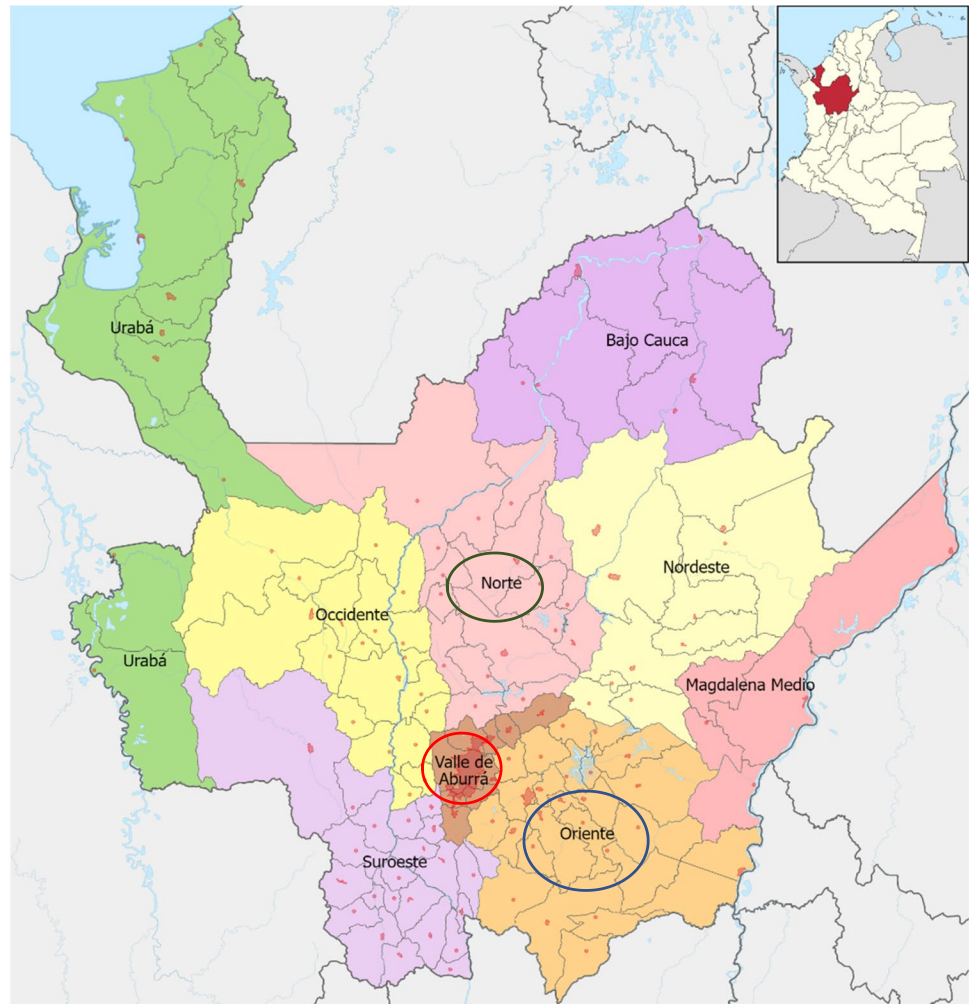 Urabá
Bajo Cauca
Norte
Nordeste
Occidente
Urabá
Magdalena Medio
Valle de
Aburrá
Oriente
Suroeste